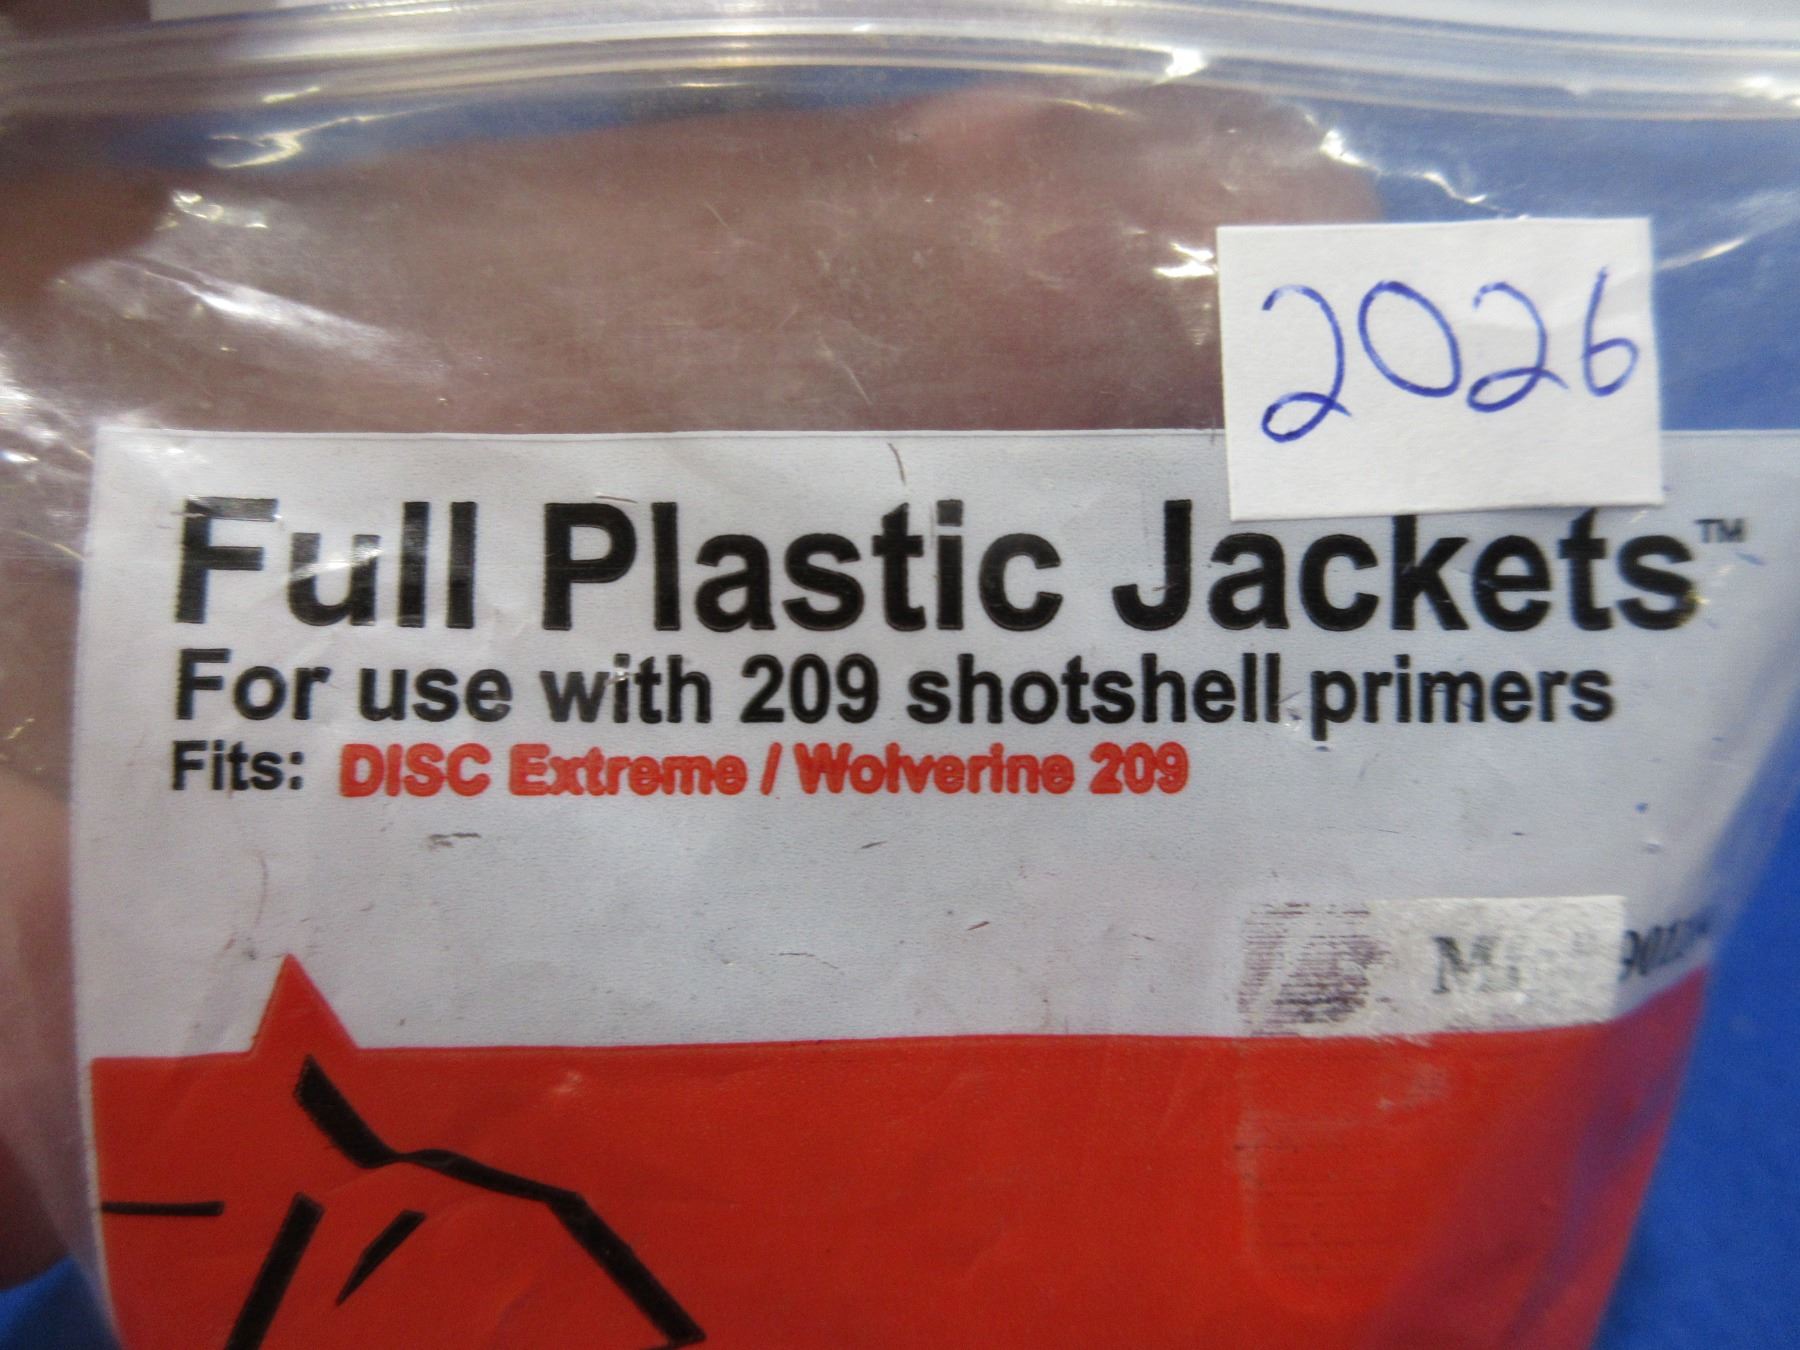 2026
Full Plastic Jackets™
For use with 209 shotshell primers
Fits: DISC Extreme / Wolverine 209